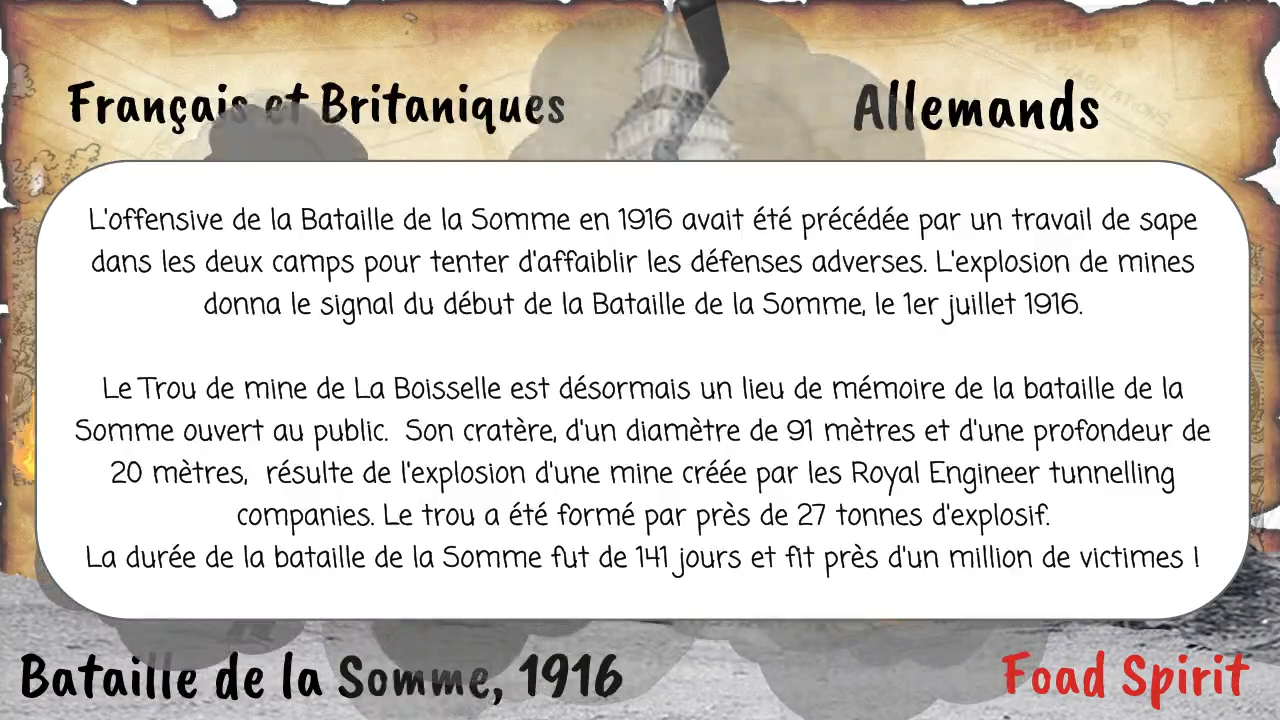 Français et Britaniques
Allemands
L'offensive de la Bataille de la Somme en 1916 avait été précédée par un travail de sape
dans les deux camps pour tenter d'affaiblir les défenses adverses. L'explosion de mines
donna le signal du début de la Bataille de la Somme, le 1er juillet 1916.
Le Trou de mine de La Boisselle est désormais un lieu de mémoire de la bataille de la
Somme ouvert au public. Son cratère, d'un diamètre de 91 mètres et d'une profondeur de
20 mètres, résulte de l'explosion d'une mine créée par les Royal Engineer tunnelling
companies. Le trou a été formé par près de 27 tonnes d'explosif.
La durée de la bataille de la Somme fut de 141 jours et fit près d'un million de victimes !
Bataille de la Somme, 1916
Foad Spirit